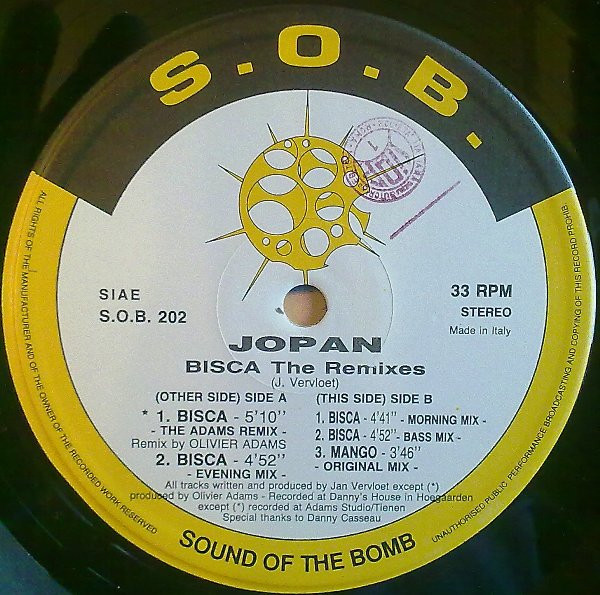 S.O.B.
SIAE
S.O.B. 202
33 RPM
STEREO
Made in Italy
JOPAN
BISCA The Remixes
(J. Vervloet)
(OTHER SIDE) SIDE A
* 1. BISCA - 5'10"
- THE ADAMS REMIX -
Remix by OLIVIER ADAMS
2. BISCA - 4'52"
- EVENING MIX -
(THIS SIDE) SIDE B
1. BISCA - 4'41" - MORNING MIX -
2. BISCA - 4'52" - BASS MIX -
3. MANGO - 3'46"
- ORIGINAL MIX -
All tracks written and produced by Jan Vervloet except (*)
produced by Olivier Adams - Recorded at Danny's House in Hoegaarden
except (*) recorded at Adams Studio/Tienen
Special thanks to Danny Casseau
SOUND OF THE BOMB
ALL RIGHTS OF THE MANUFACTURER AND OF THE OWNER OF THE RECORDED WORK RESERVED
UNAUTHORISED PUBLIC PERFORMANCE BROADCASTING AND COPYING OF THIS RECORD PROHIB